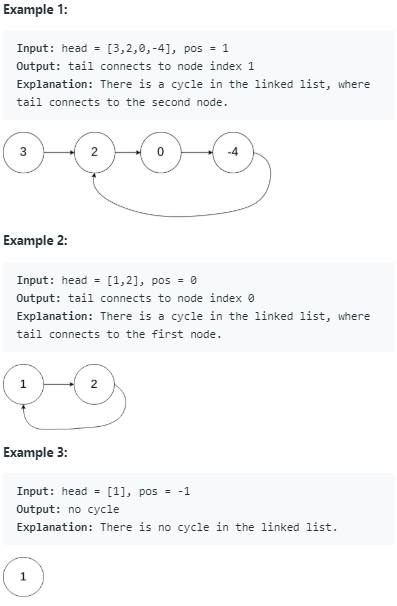 Example 1:
Input: head = [3,2,0,-4], pos = 1
Output: tail connects to node index 1
Explanation: There is a cycle in the linked list, where
tail connects to the second node.
3 2 0 -4
Example 2:
Input: head = [1,2], pos = 0
Output: tail connects to node index 0
Explanation: There is a cycle in the linked list, where
tail connects to the first node.
1 2
Example 3:
Input: head = [1], pos = -1
Output: no cycle
Explanation: There is no cycle in the linked list.
1